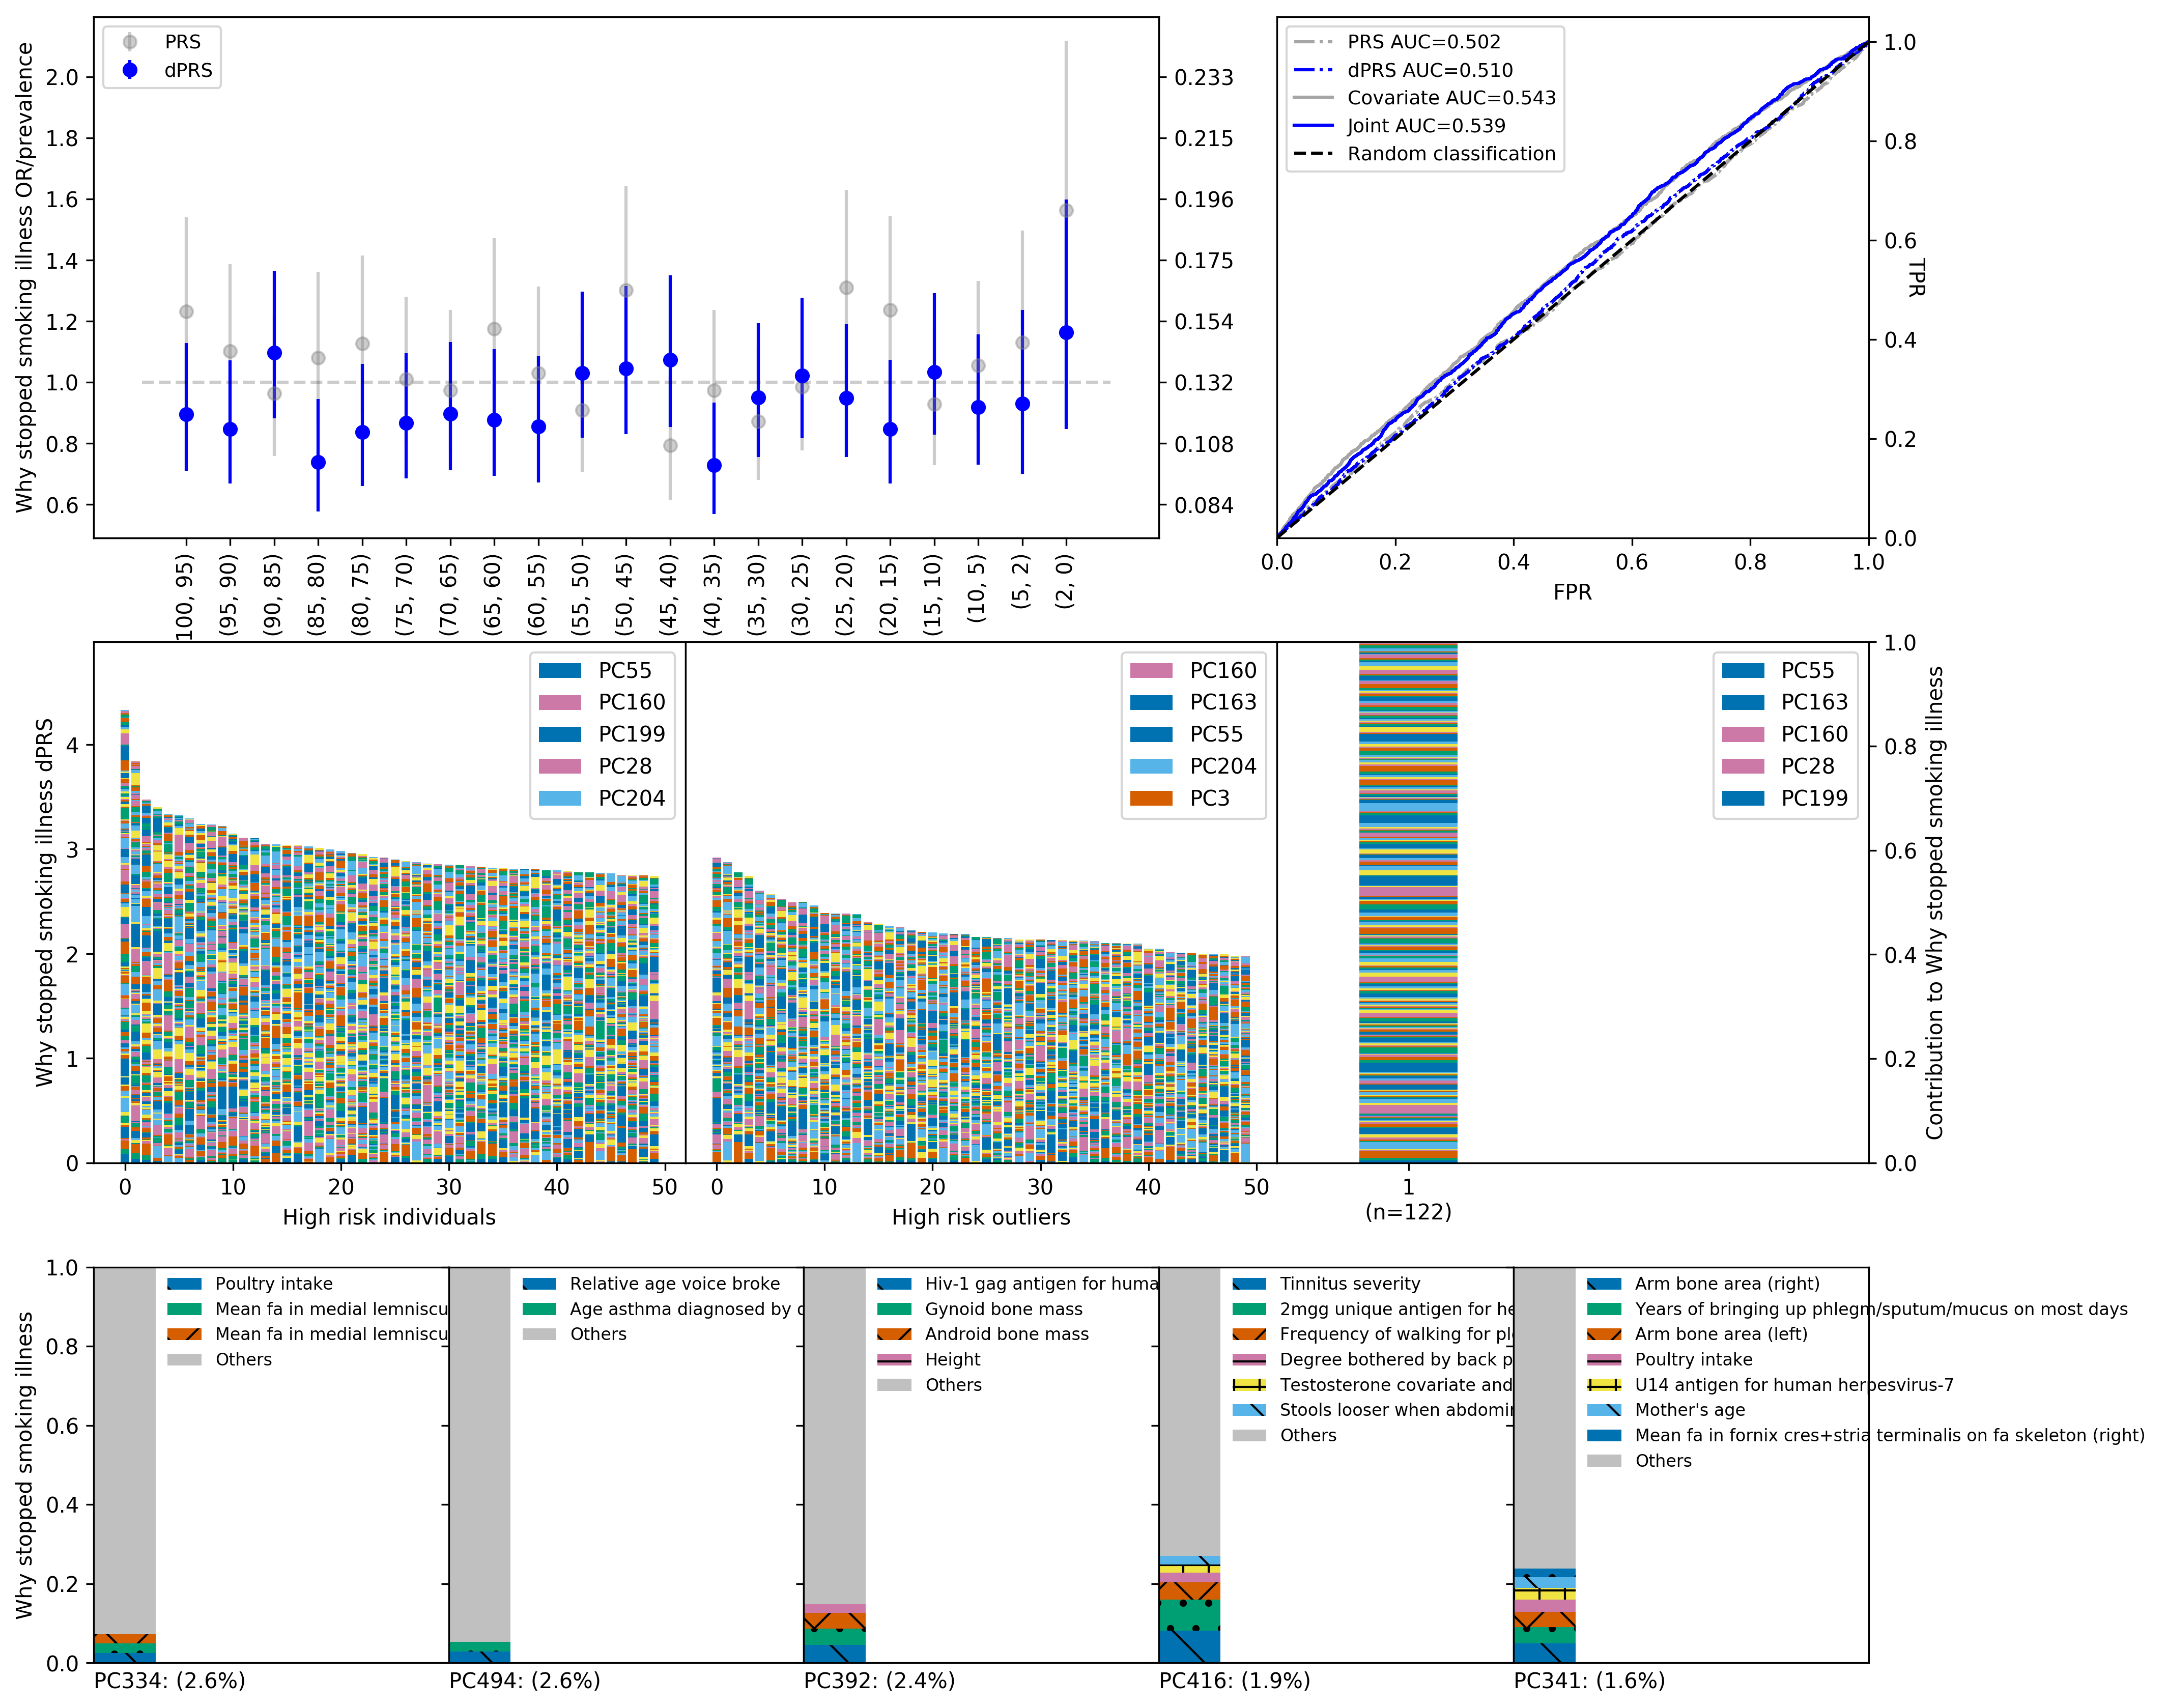 Why stopped smoking illness OR/prevalence
2.0
1.8
1.6
1.4
1.2
1.0
0.8
0.6
PRS
dPRS
0.233
0.215
0.196
0.175
0.154
0.132
0.108
0.084
100, 95)
(95, 90)
(90, 85)
(85, 80)
(80, 75)
(75, 70)
(70, 65)
(65, 60)
(60, 55)
(55, 50)
(50, 45)
(45, 40)
(40, 35)
(35, 30)
(30, 25)
(25, 20)
(20, 15)
(15, 10)
(10, 5)
(5, 2)
(2, 0)
PRS AUC=0.502
dPRS AUC=0.510
Covariate AUC=0.543
Joint AUC=0.539
Random classification
1.0
0.8
0.6
0.4
0.2
0.0
TPR
0.0 0.2 0.4 0.6 0.8 1.0
FPR
Why stopped smoking illness dPRS
4
3
2
1
0
PC55
PC160
PC199
PC28
PC204
0 10 20 30 40 50
High risk individuals
PC160
PC163
PC55
PC204
PC3
0 10 20 30 40 50
High risk outliers
PC55
PC163
PC160
PC28
PC199
1
(n=122)
1.0
0.8
0.6
0.4
0.2
0.0
Contribution to Why stopped smoking illness
Why stopped smoking illness
1.0
0.8
0.6
0.4
0.2
0.0
Poultry intake
Mean fa in medial lemniscu
Mean fa in medial lemniscu
Others
PC334: (2.6%)
Relative age voice broke
Age asthma diagnosed by d
Others
PC494: (2.6%)
Hiv-1 gag antigen for huma
Gynoid bone mass
Android bone mass
Height
Others
PC392: (2.4%)
Tinnitus severity
2mgg unique antigen for he
Frequency of walking for ple
Degree bothered by back p
Testosterone covariate and
Stools looser when abdomin
Others
PC416: (1.9%)
Arm bone area (right)
Years of bringing up phlegm/sputum/mucus on most days
Arm bone area (left)
Poultry intake
U14 antigen for human herpesvirus-7
Mother's age
Mean fa in fornix cres+stria terminalis on fa skeleton (right)
Others
PC341: (1.6%)